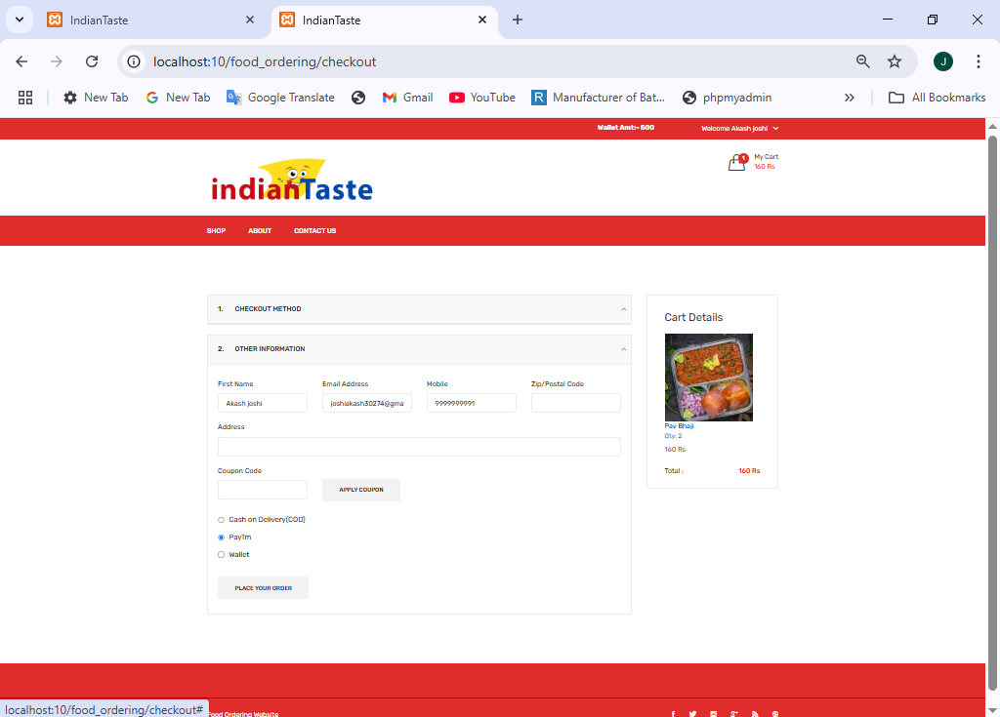 IndianTaste
IndianTaste
localhost:10/food_ordering/checkout
J
New Tab
New Tab
Google Translate
Gmail
YouTube
R
Manufacturer of Bat...
phpmyadmin
All Bookmarks
Wallet Amt:- 500
Welcome Akash joshi
indianTaste
1
My Cart
160 Rs
SHOP
ABOUT
CONTACT US
1. CHECKOUT METHOD
2. OTHER INFORMATION
First Name
Email Address
Mobile
Zip/Postal Code
Akash joshi
joshiakash30274@gma
9999999991
Address
Coupon Code
APPLY COUPON
Cash on Delivery(COD)
PayTm
Wallet
PLACE YOUR ORDER
Cart Details
Pav Bhaji
Qty: 2
160 Rs
Total :
160 Rs
localhost:10/food_ordering/checkout#
Food Ordering Website